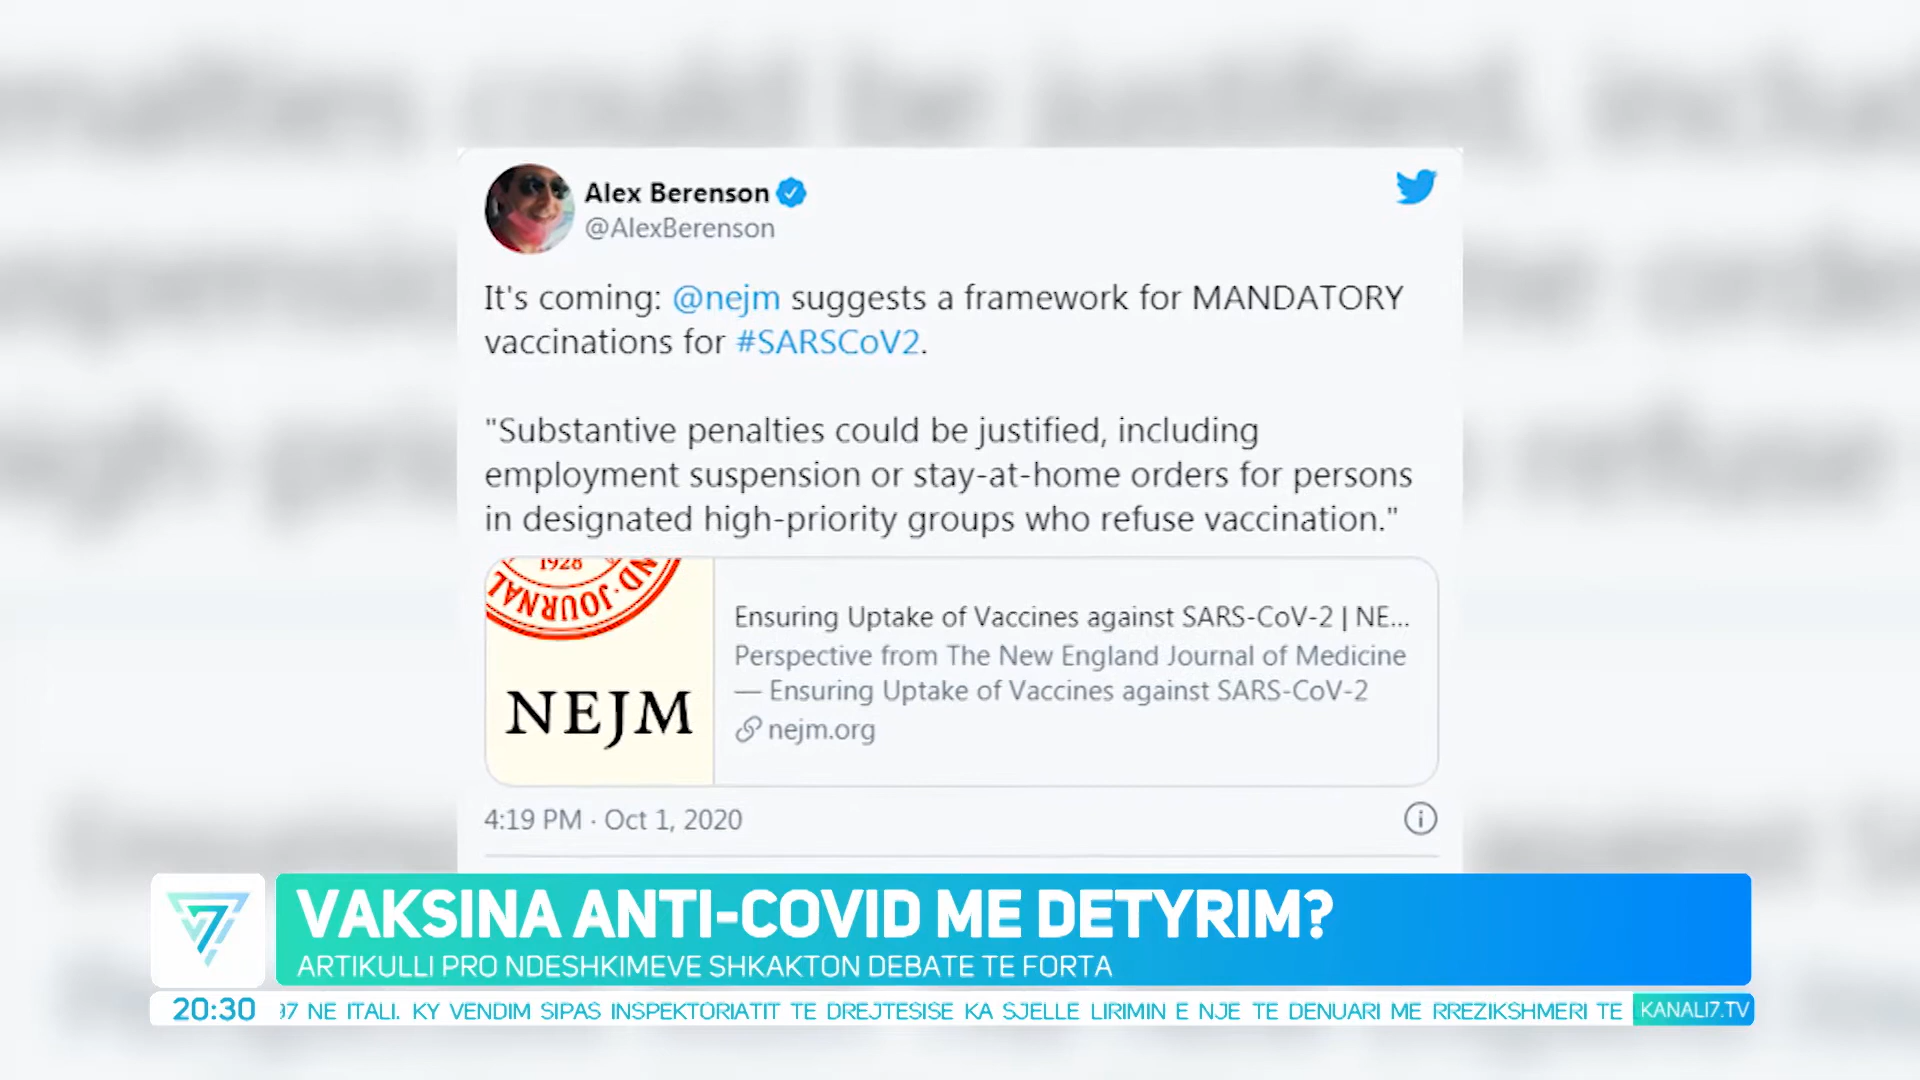 Alex Berenson
@AlexBerenson
It's coming: @nejm suggests a framework for MANDATORY
vaccinations for #SARSCoV2.
"Substantive penalties could be justified, including
employment suspension or stay-at-home orders for persons
in designated high-priority groups who refuse vaccination."
1928
ND·JOURNAL
NEJM
Ensuring Uptake of Vaccines against SARS-CoV-2 | NE...
Perspective from The New England Journal of Medicine
— Ensuring Uptake of Vaccines against SARS-CoV-2
nejm.org
4:19 PM · Oct 1, 2020
VAKSINA ANTI-COVID ME DETYRIM?
ARTIKULLI PRO NDESHKIMEVE SHKAKTON DEBATE TE FORTA
20:30 97 NE ITALI. KY VENDIM SIPAS INSPEKTORIATIT TE DREJTESISE KA SJELLE LIRIMIN E NJE TE DENUARI ME RREZIKSHMERI TE KANALI7.TV